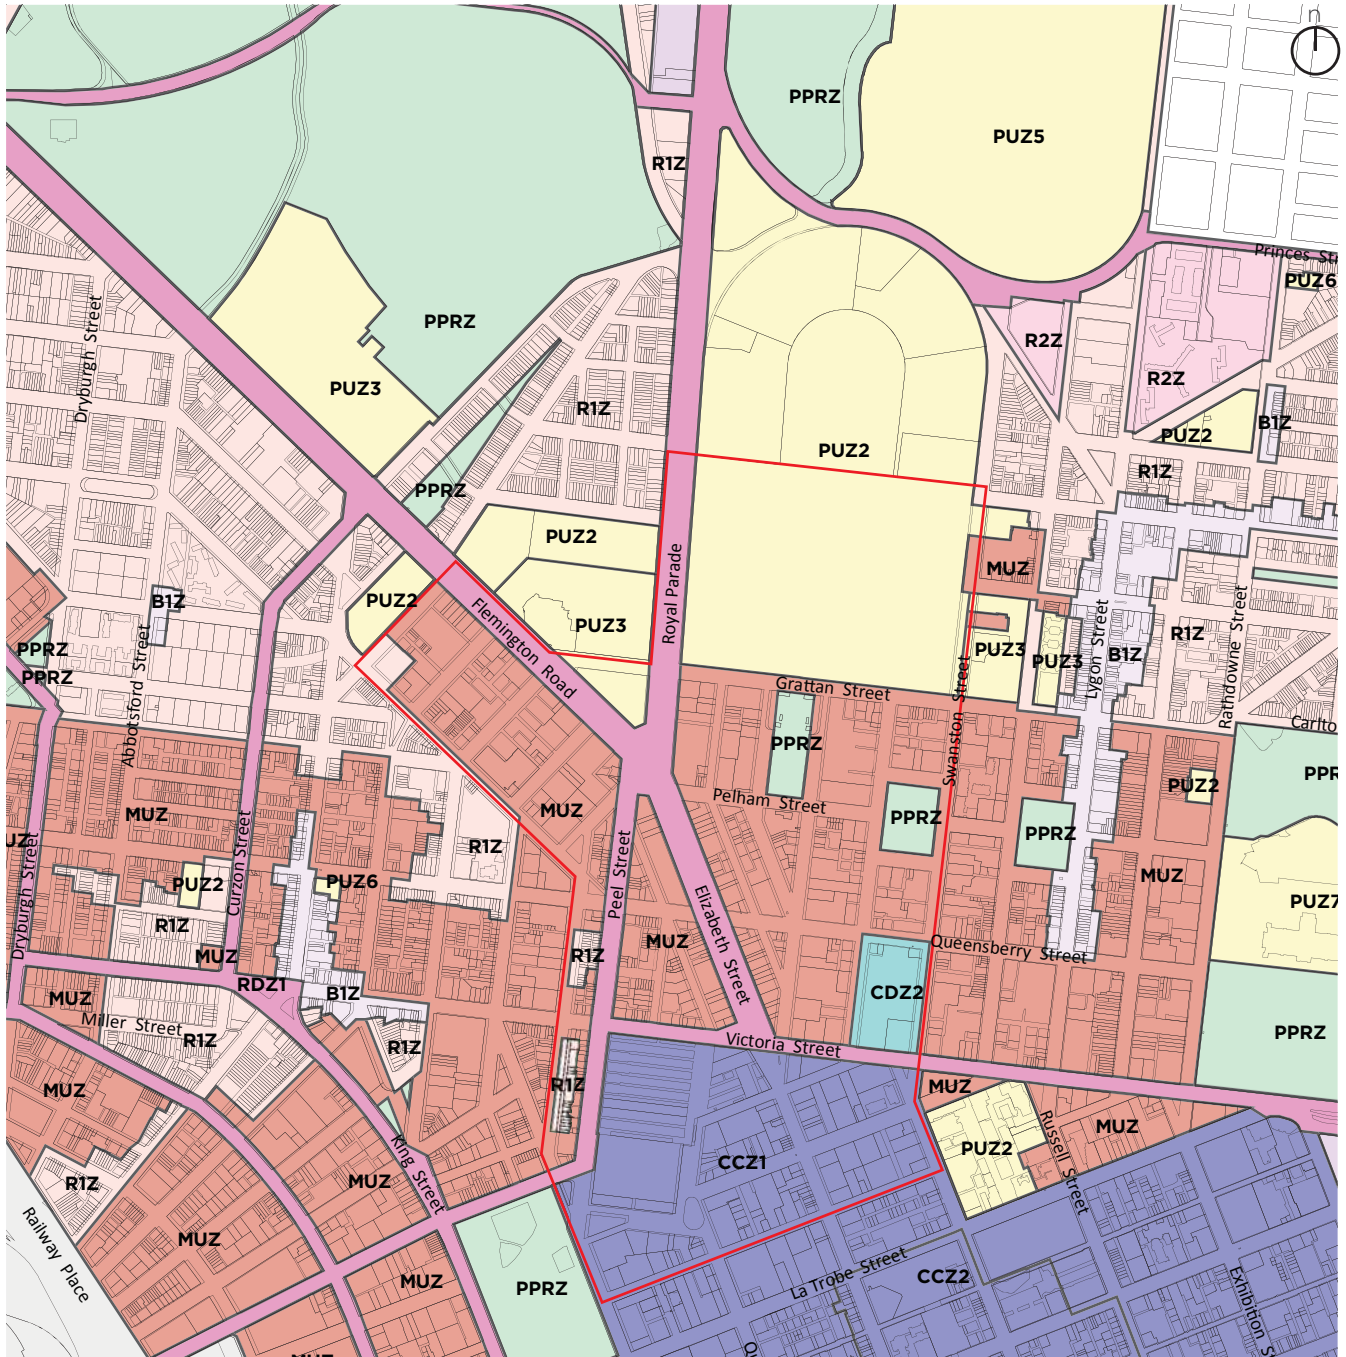 n
PPRZ
PUZ5
R1Z
Princes Str
PUZ6
PPRZ
R2Z
Dryburgh Street
R2Z
PUZ3
R1Z
B1Z
PUZ2
PUZ2
R1Z
PPRZ
PUZ2
MUZ
PUZ2
B1Z
Flemington Road
Royal Parade
PUZ3
R1Z
Lygon Street
Rathdowne Street
PPRZ
PUZ3
PUZ3
B1Z
PPRZ
Abbotsford Street
Grattan Street
Swanston Street
Carlto
PPRZ
PPR
PUZ2
Pelham Street
MUZ
MUZ
PPRZ
PPRZ
UZ
Curzon Street
R1Z
Dryburgh Street
Peel Street
PUZ2
PUZ6
MUZ
PUZ7
R1Z
Elizabeth Street
MUZ
Queensberry Street
MUZ
R1Z
RDZ1
B1Z
CDZ2
MUZ
Miller Street
R1Z
R1Z
Victoria Street
PPRZ
MUZ
R1Z
MUZ
Russell Street
MUZ
King Street
CCZ1
PUZ2
R1Z
MUZ
Railway Place
MUZ
La Trobe Street
CCZ2
MUZ
PPRZ
Exhibition S
Qu
MUZ